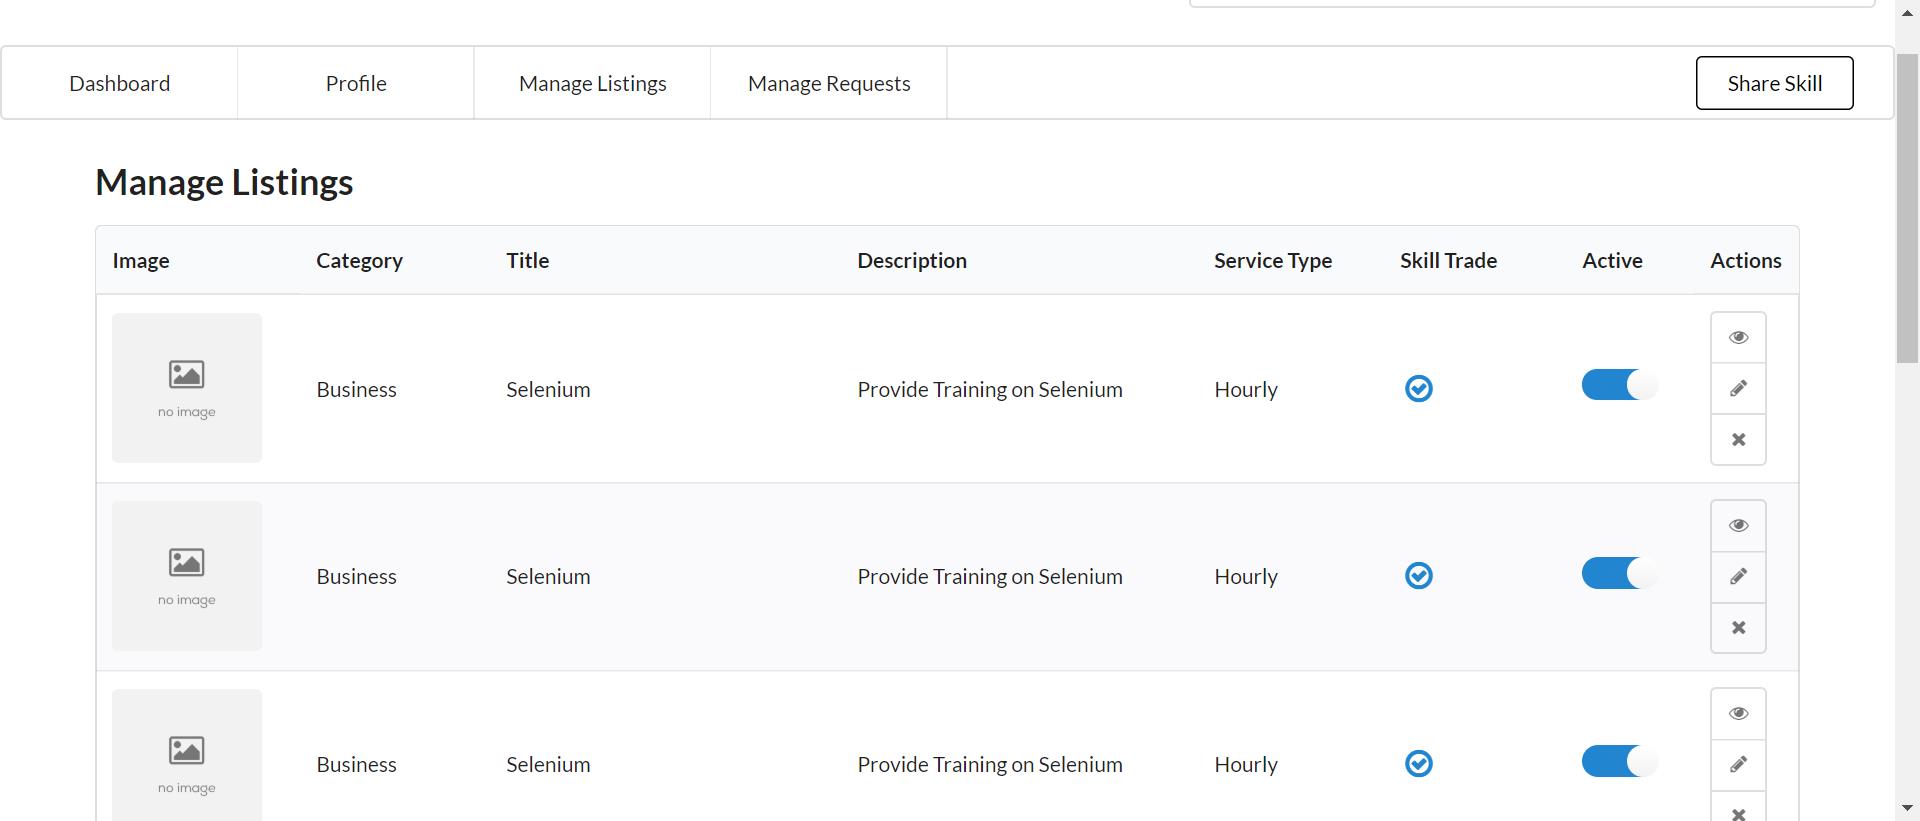 Dashboard Profile Manage Listings Manage Requests Share Skill
Manage Listings
Image Category Title Description Service Type Skill Trade Active Actions
no image Business Selenium Provide Training on Selenium Hourly
no image Business Selenium Provide Training on Selenium Hourly
no image Business Selenium Provide Training on Selenium Hourly